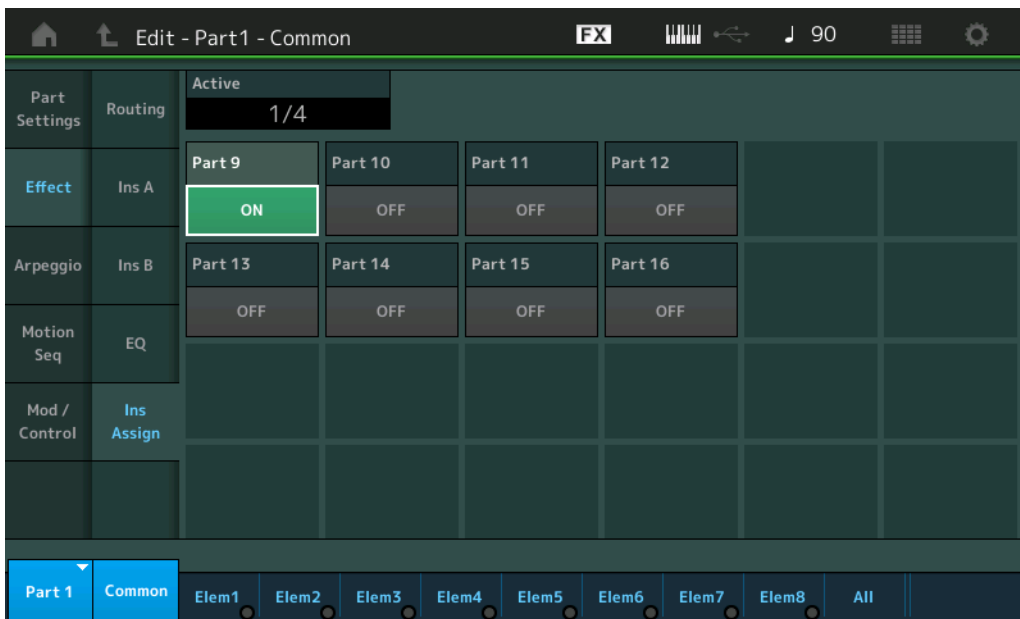 Edit - Part1 - Common
FX
90
Part
Settings
Effect
Arpeggio
Motion
Seq
Mod /
Control
Routing
Ins A
Ins B
EQ
Ins
Assign
Active
1/4
Part 9
Part 10
Part 11
Part 12
ON
OFF
OFF
OFF
Part 13
Part 14
Part 15
Part 16
OFF
OFF
OFF
OFF
Part 1
Common
Elem1
Elem2
Elem3
Elem4
Elem5
Elem6
Elem7
Elem8
All